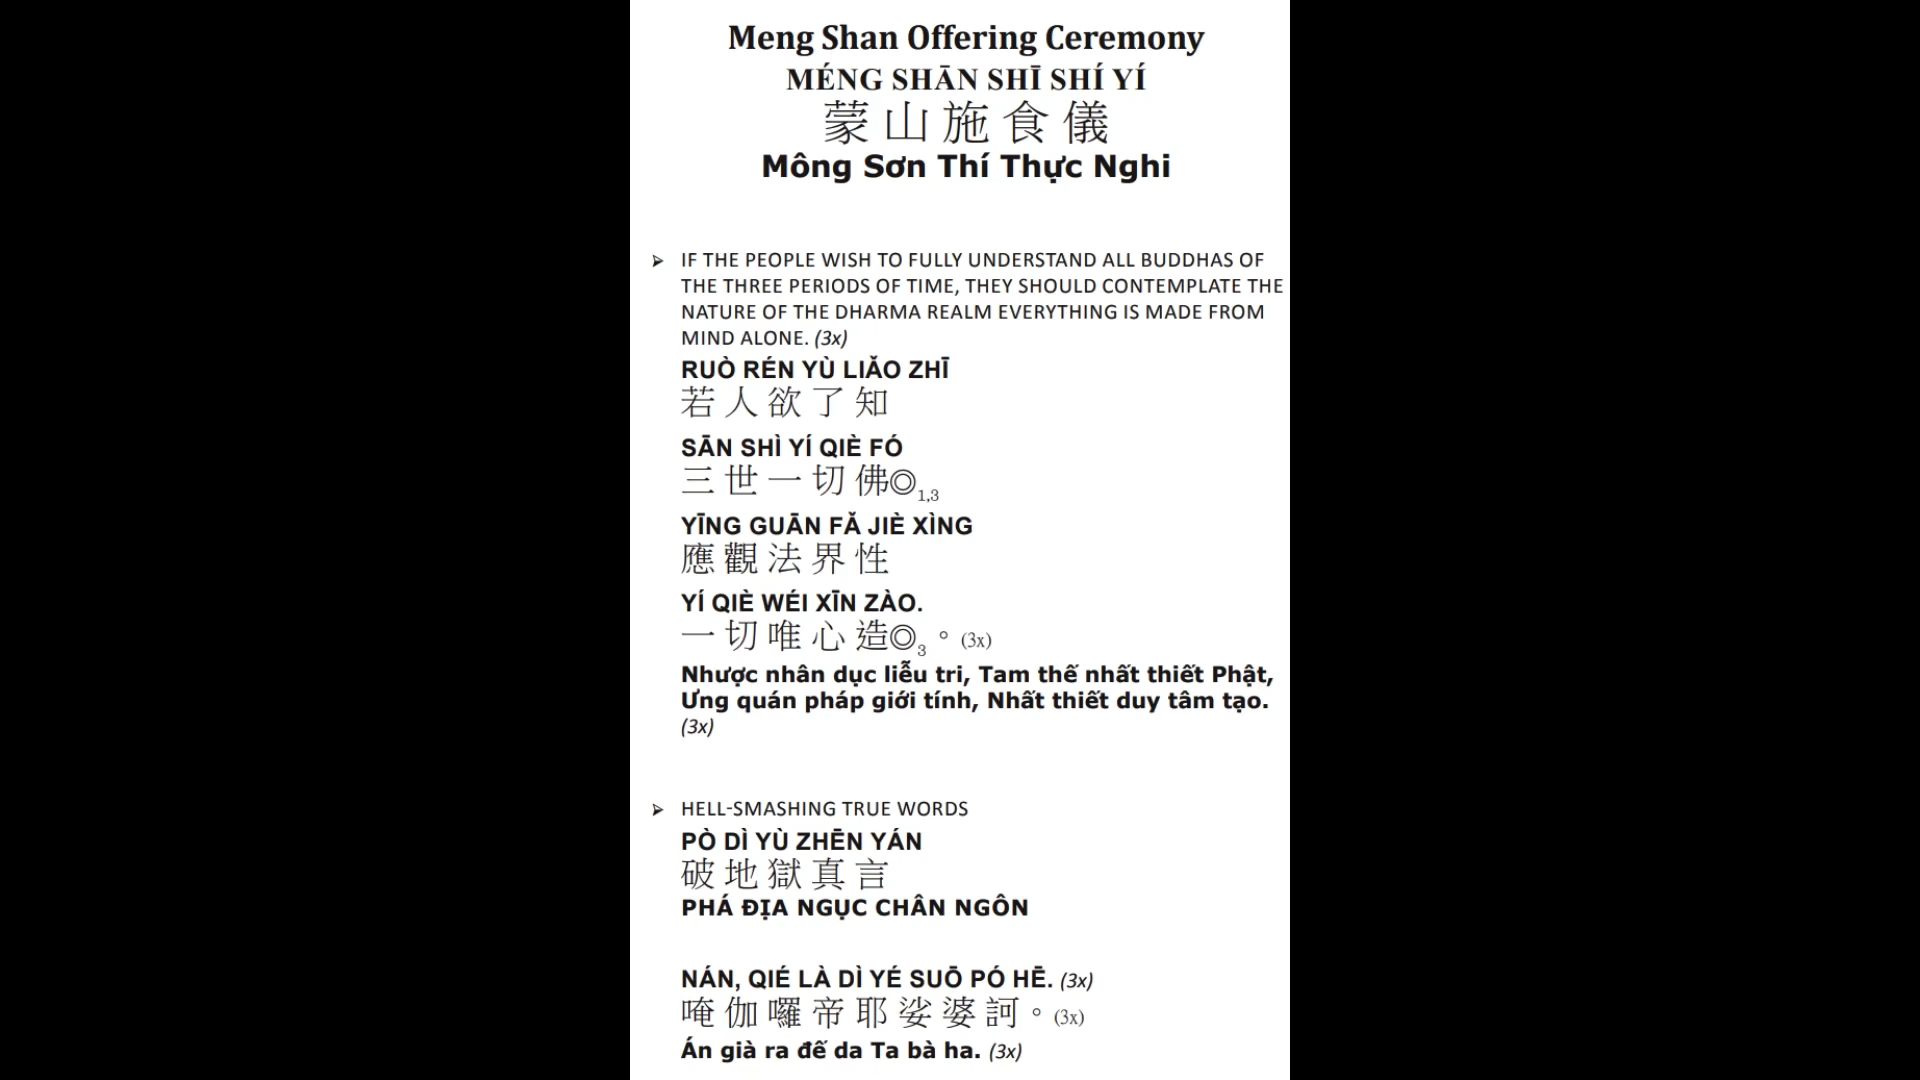 Meng Shan Offering Ceremony
MÉNG SHĀN SHĪ SHÍ YÍ
蒙山施食儀
Mông Sơn Thí Thực Nghi
➢ IF THE PEOPLE WISH TO FULLY UNDERSTAND ALL BUDDHAS OF
THE THREE PERIODS OF TIME, THEY SHOULD CONTEMPLATE THE
NATURE OF THE DHARMA REALM EVERYTHING IS MADE FROM
MIND ALONE. (3x)
RUÒ RÉN YÙ LIǍO ZHĪ
若人欲了知
SĀN SHÌ YÍ QIÈ FÓ
三世一切佛◎1,3
YĪNG GUĀN FǍ JIÈ XÌNG
應觀法界性
YÍ QIÈ WÉI XĪN ZÀO.
一切唯心造◎3。(3x)
Nhược nhân dục liễu tri, Tam thế nhất thiết Phật,
Ưng quán pháp giới tính, Nhất thiết duy tâm tạo.
(3x)
➢ HELL-SMASHING TRUE WORDS
PÒ DÌ YÙ ZHĒN YÁN
破地獄真言
PHÁ ĐỊA NGỤC CHÂN NGÔN
NÁN, QIÉ LÀ DÌ YÉ SUŌ PÓ HĒ. (3x)
唵伽囉帝耶娑婆訶。(3x)
Án già ra đế da Ta bà ha. (3x)